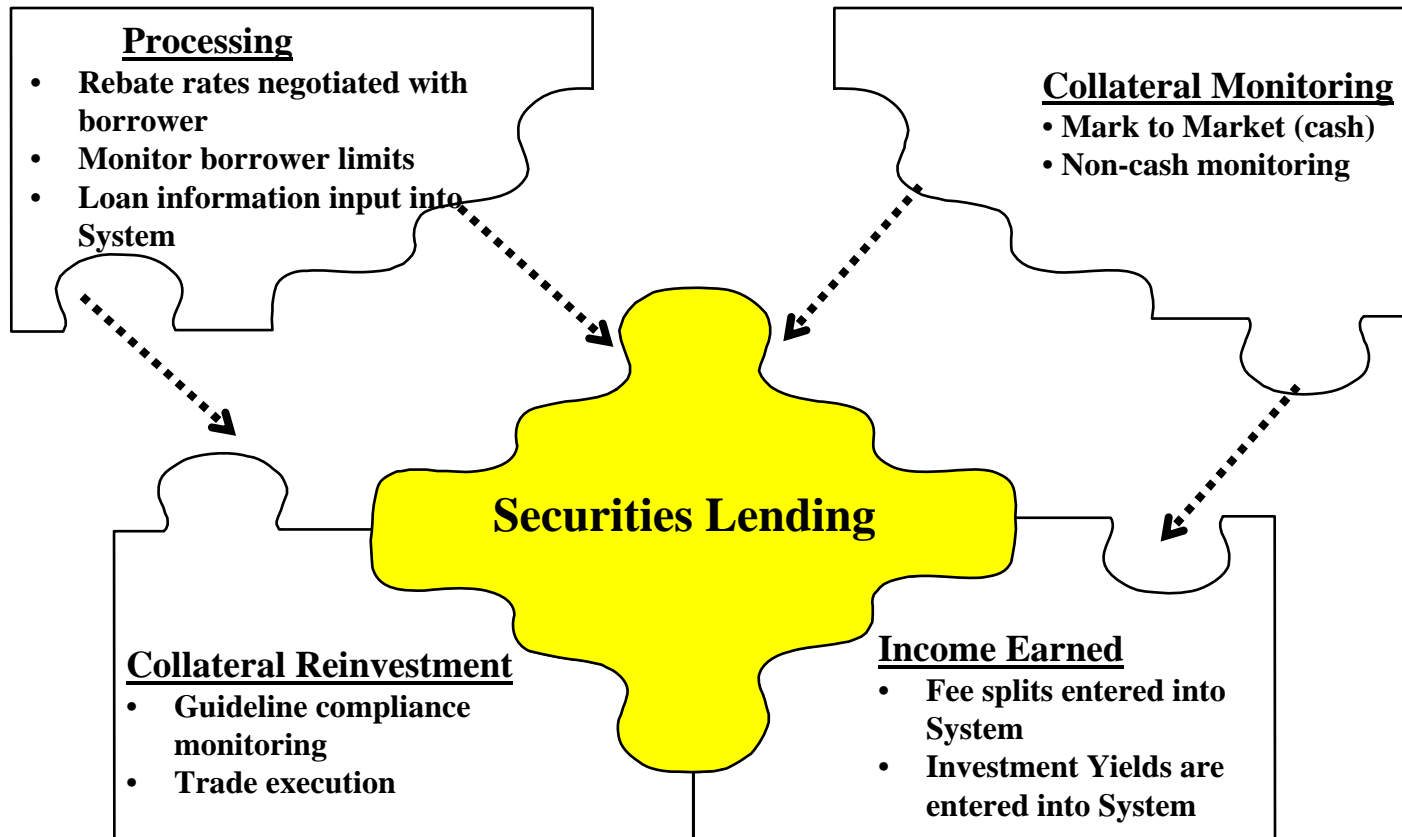 Processing
• Rebate rates negotiated with
borrower
• Monitor borrower limits
• Loan information input into
System
Collateral Monitoring
• Mark to Market (cash)
• Non-cash monitoring
Securities Lending
Collateral Reinvestment
• Guideline compliance
monitoring
• Trade execution
Income Earned
• Fee splits entered into
System
• Investment Yields are
entered into System